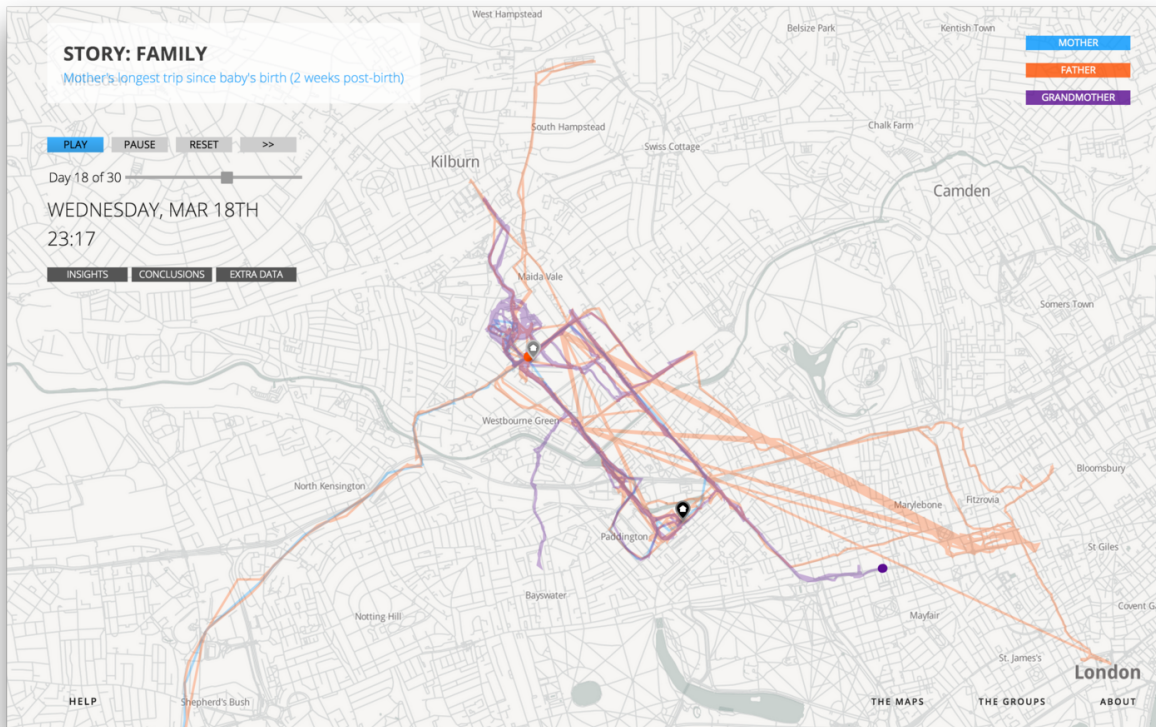 West Hampstead
Belsize Park
Kentish Town
STORY: FAMILY
Mother's longest trip since baby's birth (2 weeks post-birth)
MOTHER
FATHER
GRANDMOTHER
South Hampstead
Chalk Farm
PLAY
PAUSE
RESET
>>
Swiss Cottage
Kilburn
Day 18 of 30
Camden
WEDNESDAY, MAR 18TH
23:17
INSIGHTS
CONCLUSIONS
EXTRA DATA
Maida Vale
Somers Town
Westbourne Green
Bloomsbury
North Kensington
Marylebone
Fitzrovia
Paddington
St Giles
Bayswater
Notting Hill
Mayfair
Covent G
St. James's
London
HELP
Shepherd's Bush
THE MAPS
THE GROUPS
ABOUT